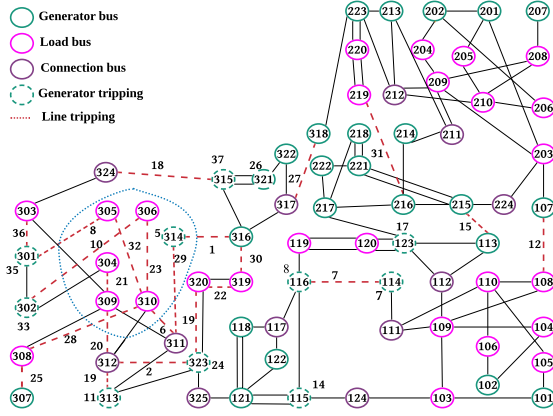 Generator bus
Load bus
Connection bus
Generator tripping
Line tripping
223 213 202 201 207
220 204 205 208
219 212 209 210 206
318 218 214 211
322 222 221 203
324 18 37 315 26 321 27 31
303 305 306 317 217 216 215 224 107
36 8 5 314 1 316 17 15
301 10 32 29 119 120 123 113 12
35 304 23 30
302 21 320 319 8 116 7 114 112 110 108
33 309 310 22 7
28 20 6 19 118 117 111 109 104
308 311 106
312 2 323 24 122 105
25 19 14 102
307 11 313 325 121 115 124 103 101